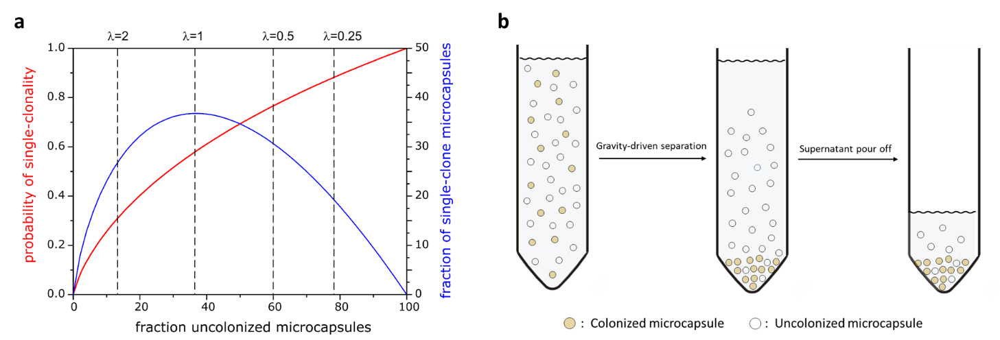 a
λ=2
λ=1
λ=0.5
λ=0.25
1.0
0.8
0.6
0.4
0.2
0.0
probability of single-clonality
50
40
30
20
10
0
fraction of single-clone microcapsules
0
20
40
60
80
100
fraction uncolonized microcapsules
b
Gravity-driven separation
Supernatant pour off
: Colonized microcapsule
: Uncolonized microcapsule